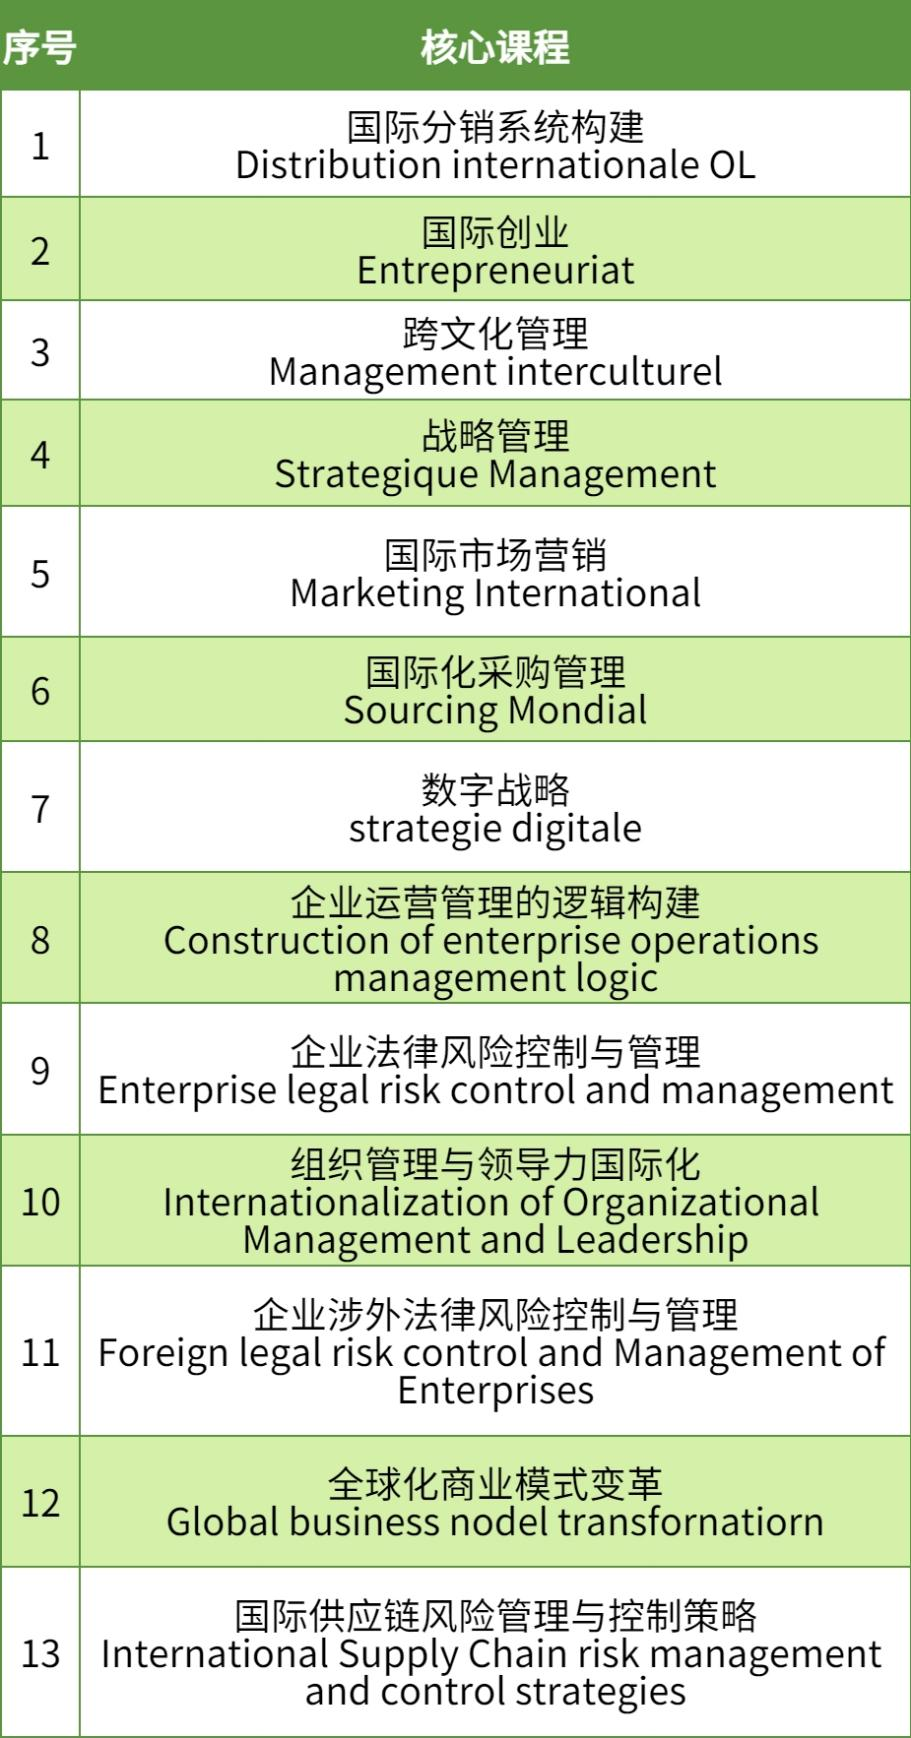 序号 核心课程
1 国际分销系统构建
Distribution internationale OL
2 国际创业
Entrepreneuriat
3 跨文化管理
Management interculturel
4 战略管理
Strategique Management
5 国际市场营销
Marketing International
6 国际化采购管理
Sourcing Mondial
7 数字战略
strategie digitale
8 企业运营管理的逻辑构建
Construction of enterprise operations
management logic
9 企业法律风险控制与管理
Enterprise legal risk control and management
10 组织管理与领导力国际化
Internationalization of Organizational
Management and Leadership
11 企业涉外法律风险控制与管理
Foreign legal risk control and Management of
Enterprises
12 全球化商业模式变革
Global business nodel transfornatiorn
13 国际供应链风险管理与控制策略
International Supply Chain risk management
and control strategies